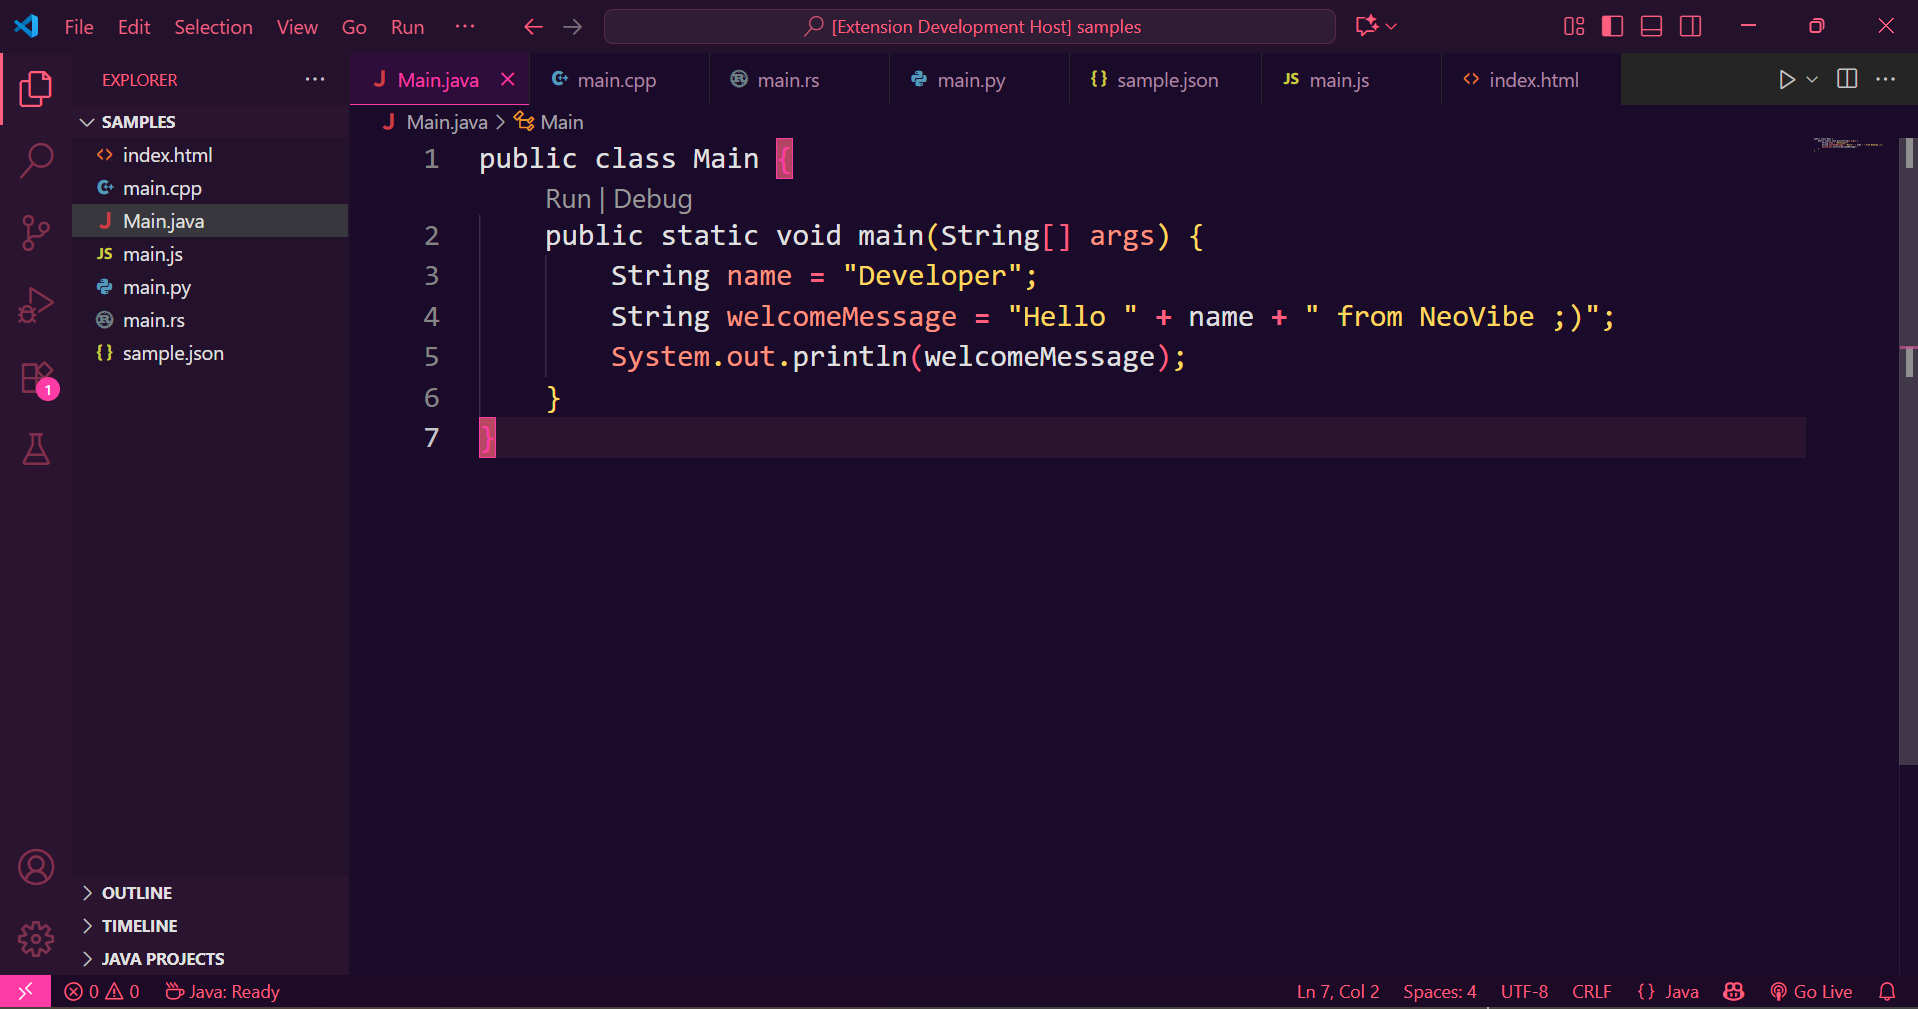 File Edit Selection View Go Run ··· [Extension Development Host] samples
EXPLORER ···
SAMPLES
index.html
main.cpp
Main.java
main.js
main.py
main.rs
sample.json
1
OUTLINE
TIMELINE
JAVA PROJECTS
Main.java main.cpp main.rs main.py {} sample.json JS main.js index.html
J Main.java > Main
1 public class Main {
Run | Debug
2 public static void main(String[] args) {
3 String name = "Developer";
4 String welcomeMessage = "Hello " + name + " from NeoVibe ;)";
5 System.out.println(welcomeMessage);
6 }
7 }
0 0 Java: Ready Ln 7, Col 2 Spaces: 4 UTF-8 CRLF {} Java Go Live